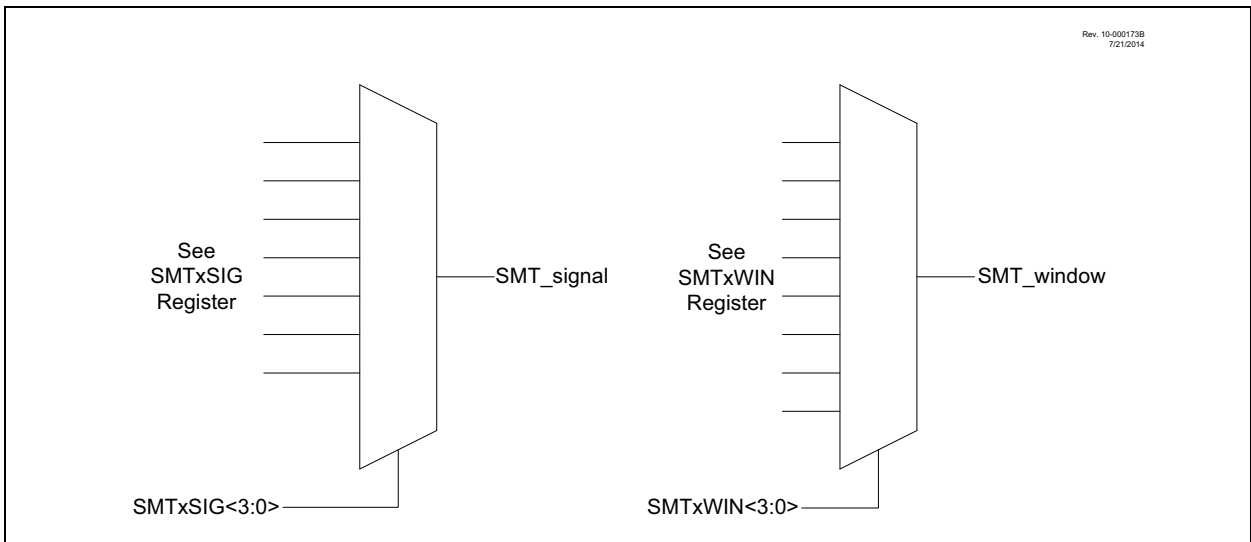 Rev. 10-000173B
7/21/2014
See
SMTxSIG
Register
SMT_signal
SMTxSIG<3:0>
See
SMTxWIN
Register
SMT_window
SMTxWIN<3:0>